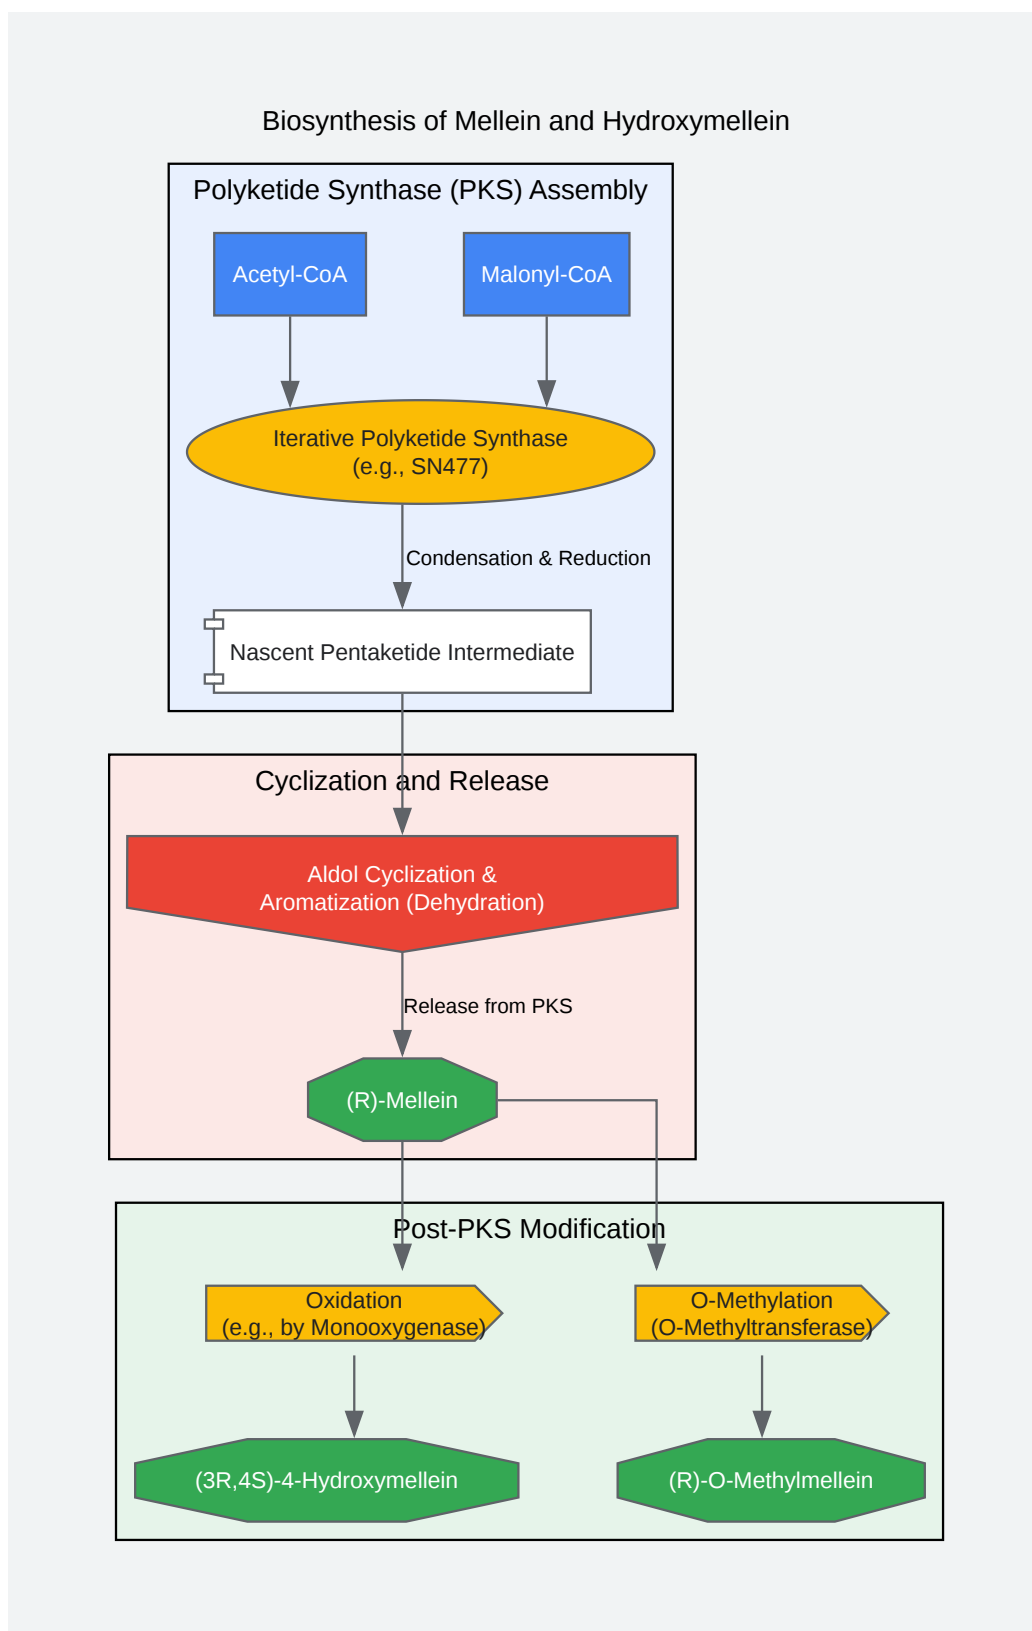 Biosynthesis of Mellein and Hydroxymellein
Polyketide Synthase (PKS) Assembly
Acetyl-CoA
Malonyl-CoA
Iterative Polyketide Synthase
(e.g., SN477)
Condensation & Reduction
Nascent Pentaketide Intermediate
Cyclization and Release
Aldol Cyclization &
Aromatization (Dehydration)
Release from PKS
(R)-Mellein
Post-PKS Modification
Oxidation
(e.g., by Monooxygenase)
O-Methylation
(O-Methyltransferase)
(3R,4S)-4-Hydroxymellein
(R)-O-Methylmellein